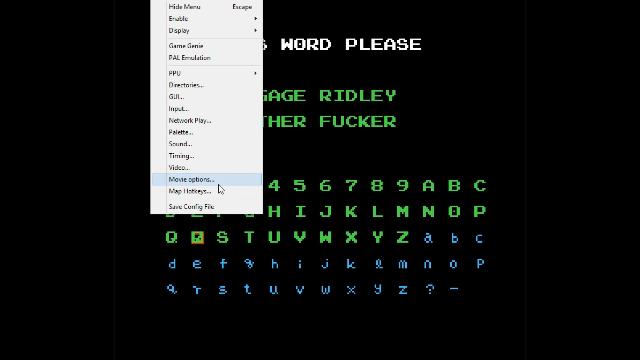 Hide Menu Escape
Enable
Display
Game Genie
PAL Emulation
PPU
Directories...
GUI...
Input...
Network Play...
Palette...
Sound...
Timing...
Video...
Movie options...
Map Hotkeys...
Save Config File
S WORD PLEASE
GAGE RIDLEY
THER FUCKER
4 5 6 7 8 9 A B C
G H I J K L M N O P
Q R S T U V W X Y Z a b c
d e f g h i j k l m n o p
q r s t u v w x y z ? -